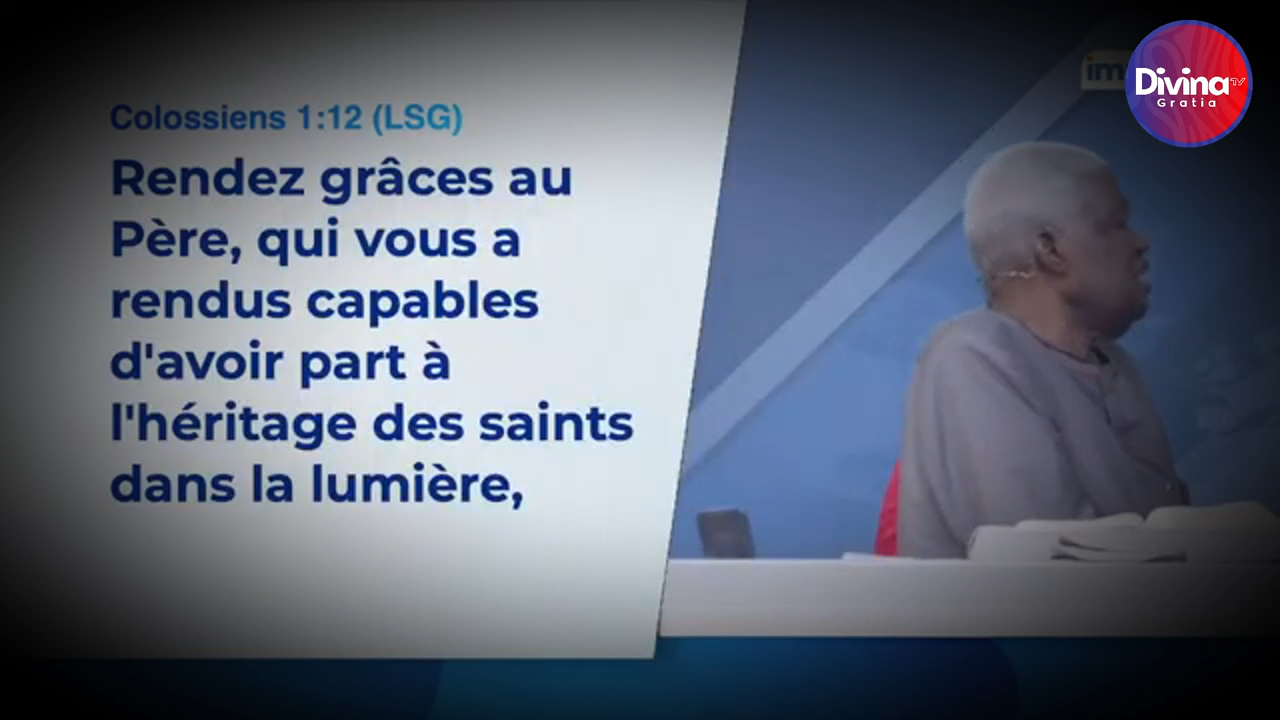 Colossiens 1:12 (LSG)
Rendez grâces au
Père, qui vous a
rendus capables
d'avoir part à
l'héritage des saints
dans la lumière,
Divina TV
Gratia